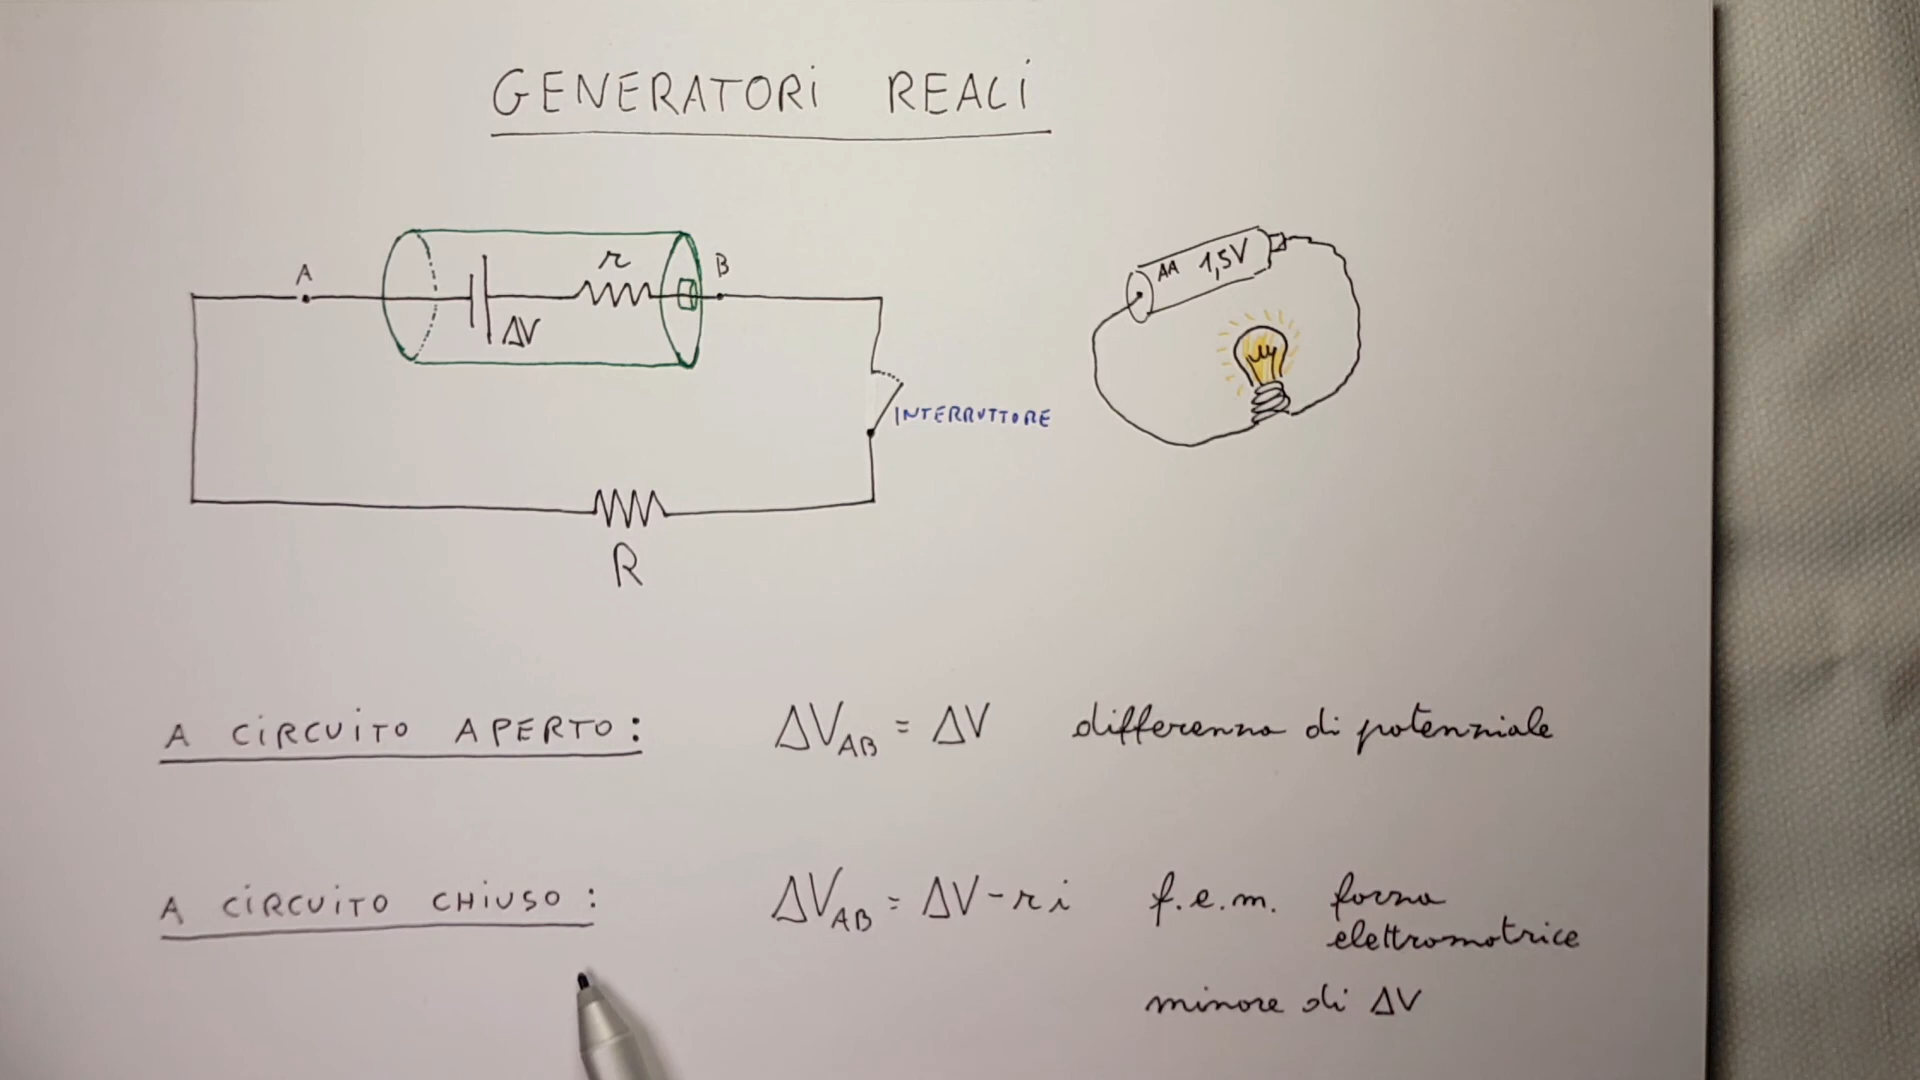 GENERATORI REALI
A
r
B
ΔV
AA 1,5V
INTERRUTTORE
R
A CIRCUITO APERTO: ΔV_AB = ΔV differenza di potenziale
A CIRCUITO CHIUSO: ΔV_AB = ΔV - r i f.e.m. forza
elettromotrice
minore di ΔV